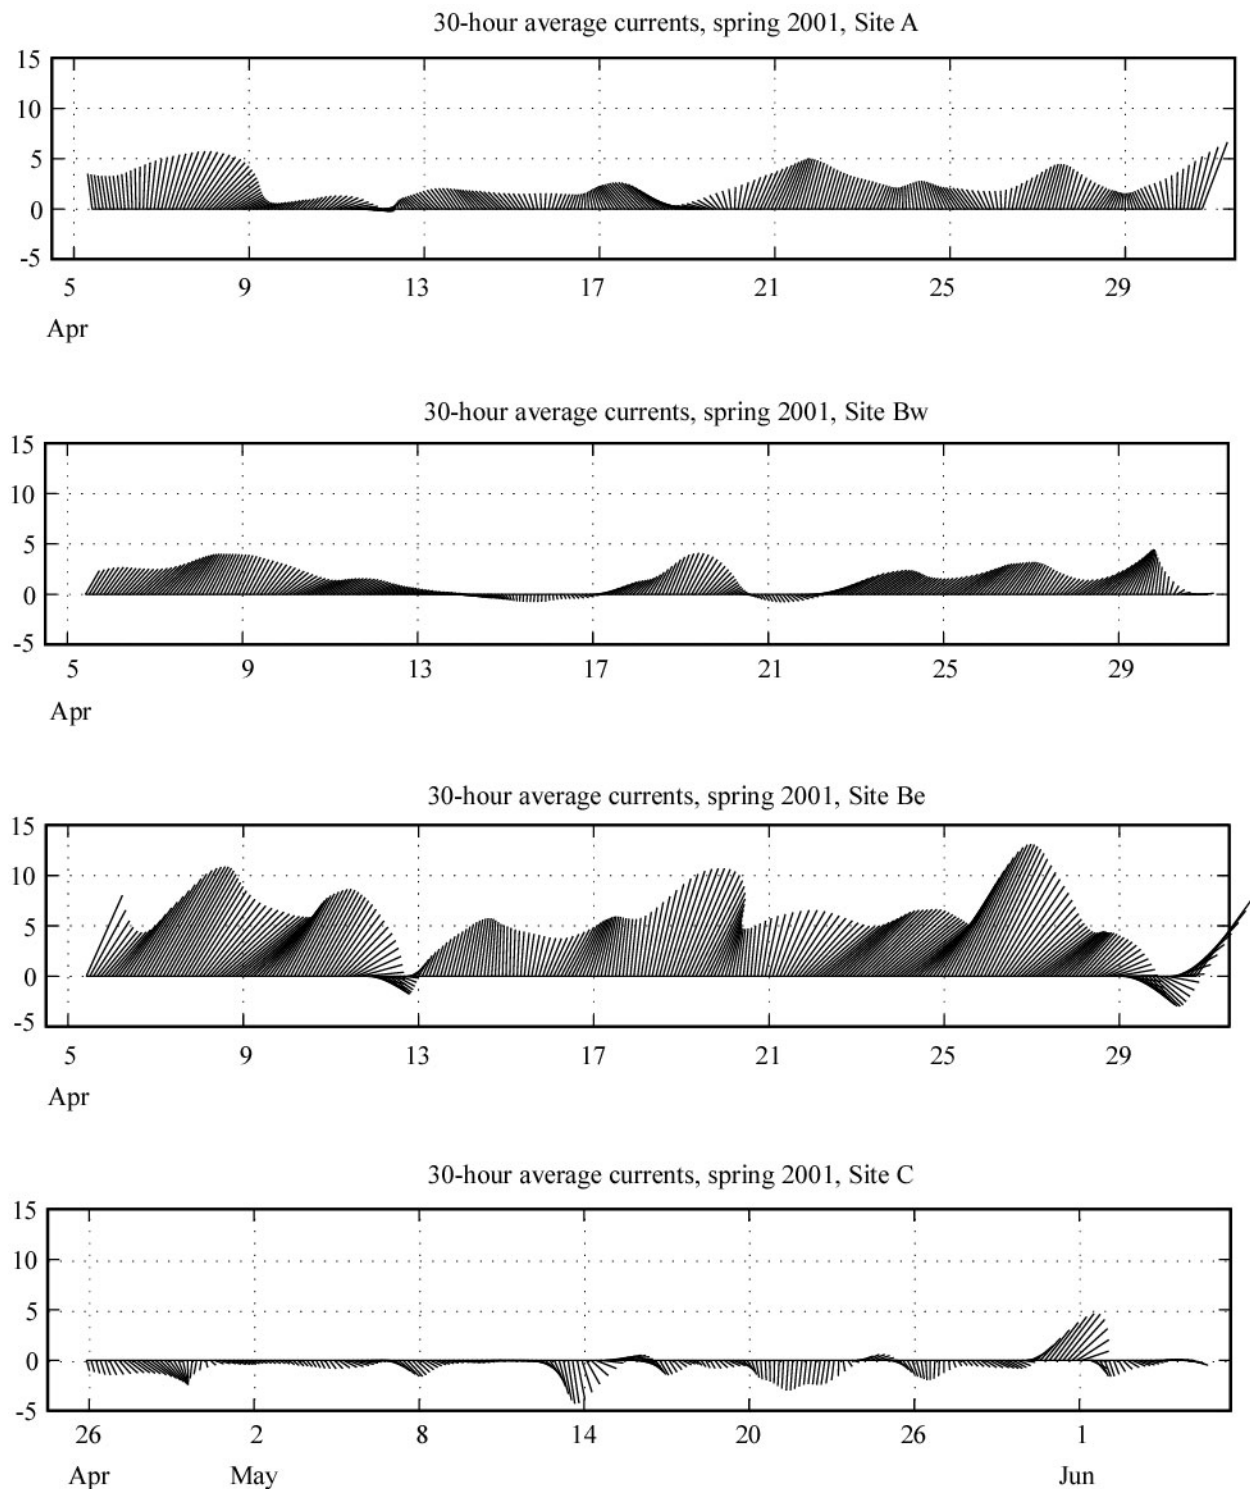 30-hour average currents, spring 2001, Site A
15
10
5
0
-5
5 9 13 17 21 25 29
Apr
30-hour average currents, spring 2001, Site Bw
15
10
5
0
-5
5 9 13 17 21 25 29
Apr
30-hour average currents, spring 2001, Site Be
15
10
5
0
-5
5 9 13 17 21 25 29
Apr
30-hour average currents, spring 2001, Site C
15
10
5
0
-5
26 2 8 14 20 26 1
Apr May Jun